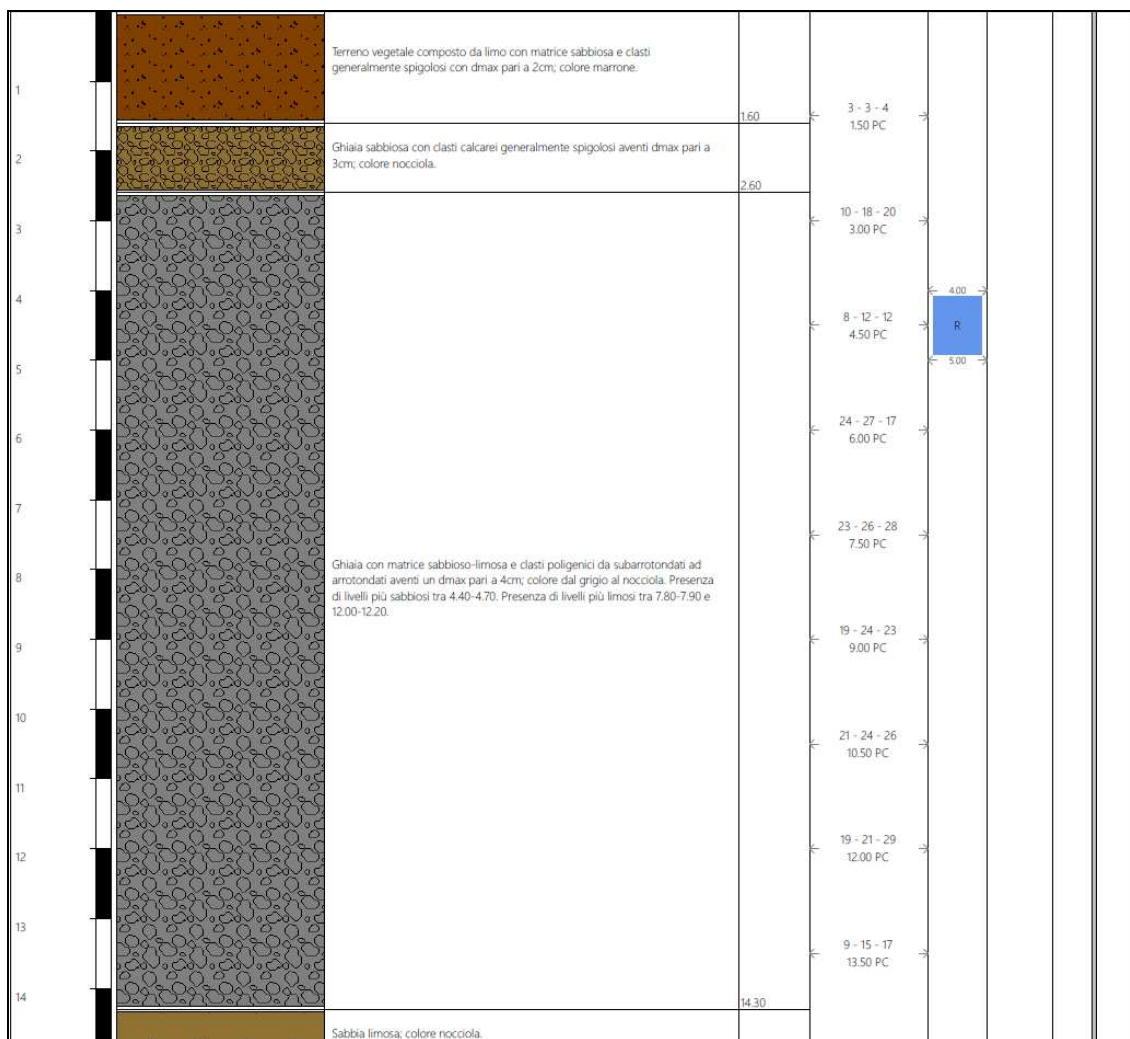 Terreno vegetale composto da limo con matrice sabbiosa e clasti
generalmente spigolosi con dmax pari a 2cm; colore marrone.
1
1.60
3 - 3 - 4
1.50 PC
Ghiaia sabbiosa con clasti calcarei generalmente spigolosi aventi dmax pari a
3cm; colore nocciola.
2
2.60
10 - 18 - 20
3.00 PC
3
4
4.00
8 - 12 - 12
4.50 PC
R
5
5.00
24 - 27 - 17
6.00 PC
6
7
23 - 26 - 28
7.50 PC
Ghiaia con matrice sabbioso-limosa e clasti poligenici da subarrotondati ad
arrotondati aventi un dmax pari a 4cm; colore dal grigio al nocciola. Presenza
di livelli più sabbiosi tra 4.40-4.70. Presenza di livelli più limosi tra 7.80-7.90 e
12.00-12.20.
8
19 - 24 - 23
9.00 PC
9
10
21 - 24 - 26
10.50 PC
11
12
19 - 21 - 29
12.00 PC
13
9 - 15 - 17
13.50 PC
14
14.30
Sabbia limosa; colore nocciola.